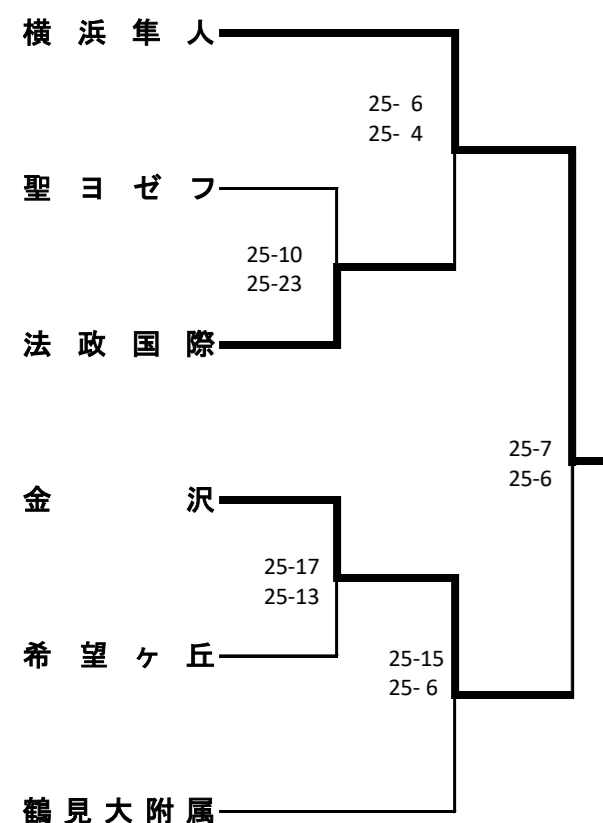 横浜隼人
25- 6
25- 4
聖ヨゼフ
25-10
25-23
法政国際
25-7
25-6
金沢
25-17
25-13
希望ヶ丘
25-15
25- 6
鶴見大附属